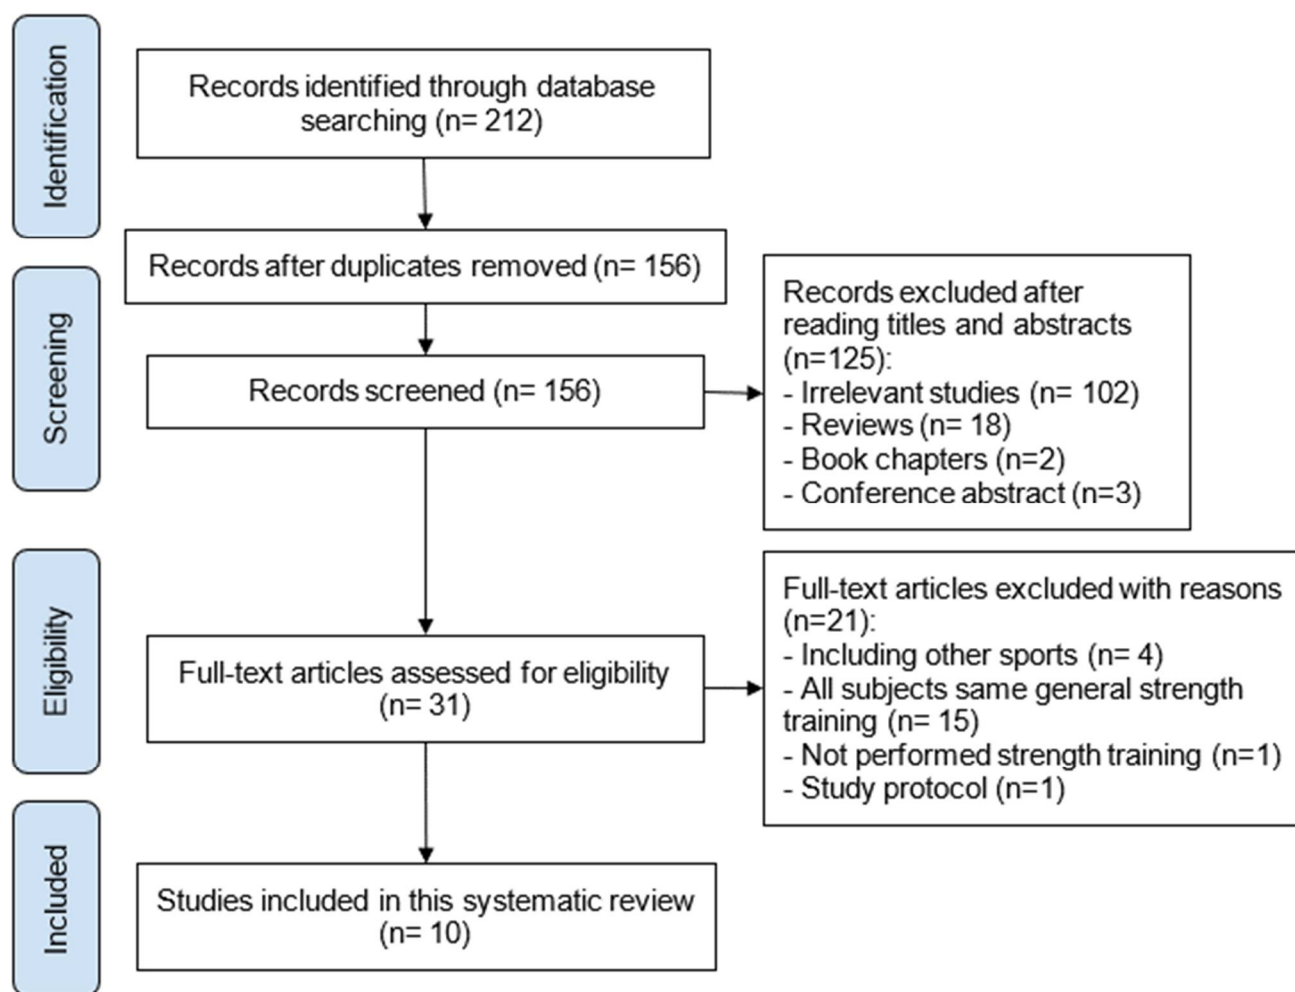 Identification
Records identified through database
searching (n= 212)
Records after duplicates removed (n= 156)
Screening
Records screened (n= 156)
Records excluded after
reading titles and abstracts
(n=125):
- Irrelevant studies (n= 102)
- Reviews (n= 18)
- Book chapters (n=2)
- Conference abstract (n=3)
Eligibility
Full-text articles assessed for eligibility
(n= 31)
Full-text articles excluded with reasons
(n=21):
- Including other sports (n= 4)
- All subjects same general strength
training (n= 15)
- Not performed strength training (n=1)
- Study protocol (n=1)
Included
Studies included in this systematic review
(n= 10)